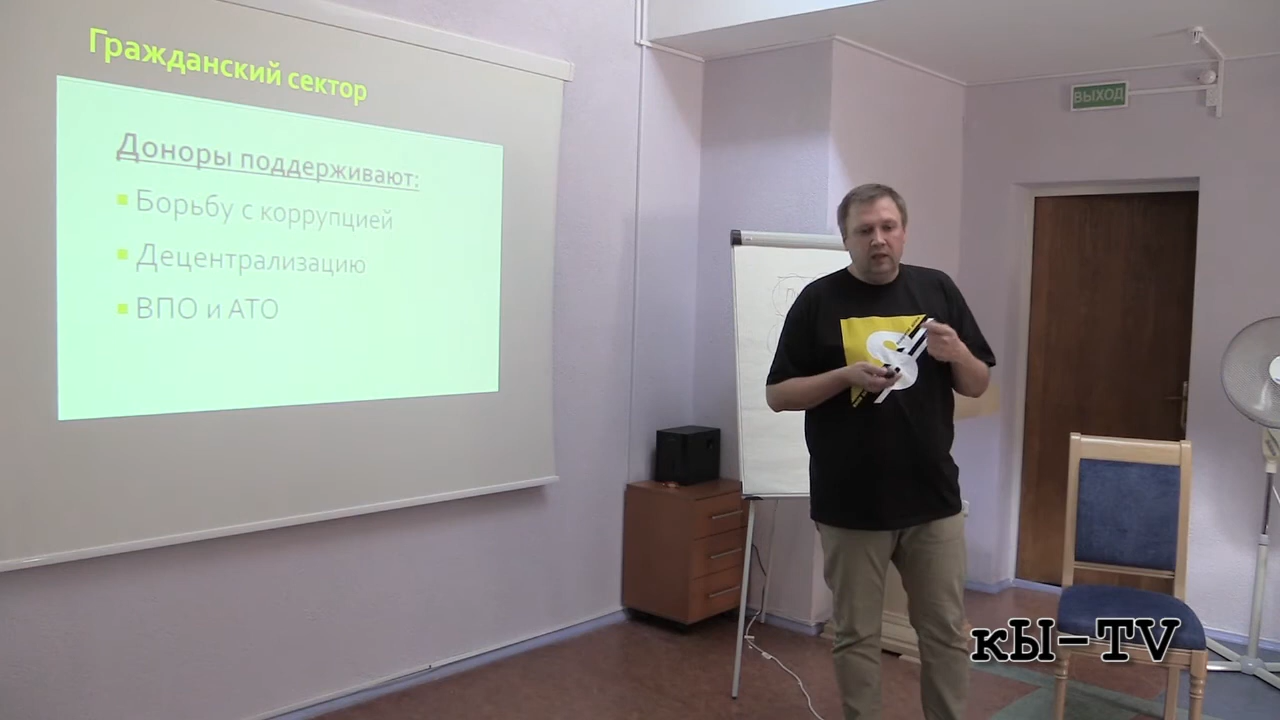 Гражданский сектор
Доноры поддерживают:
Борьбу с коррупцией
Децентрализацию
ВПО и АТО
ВЫХОД
кЫ-TV